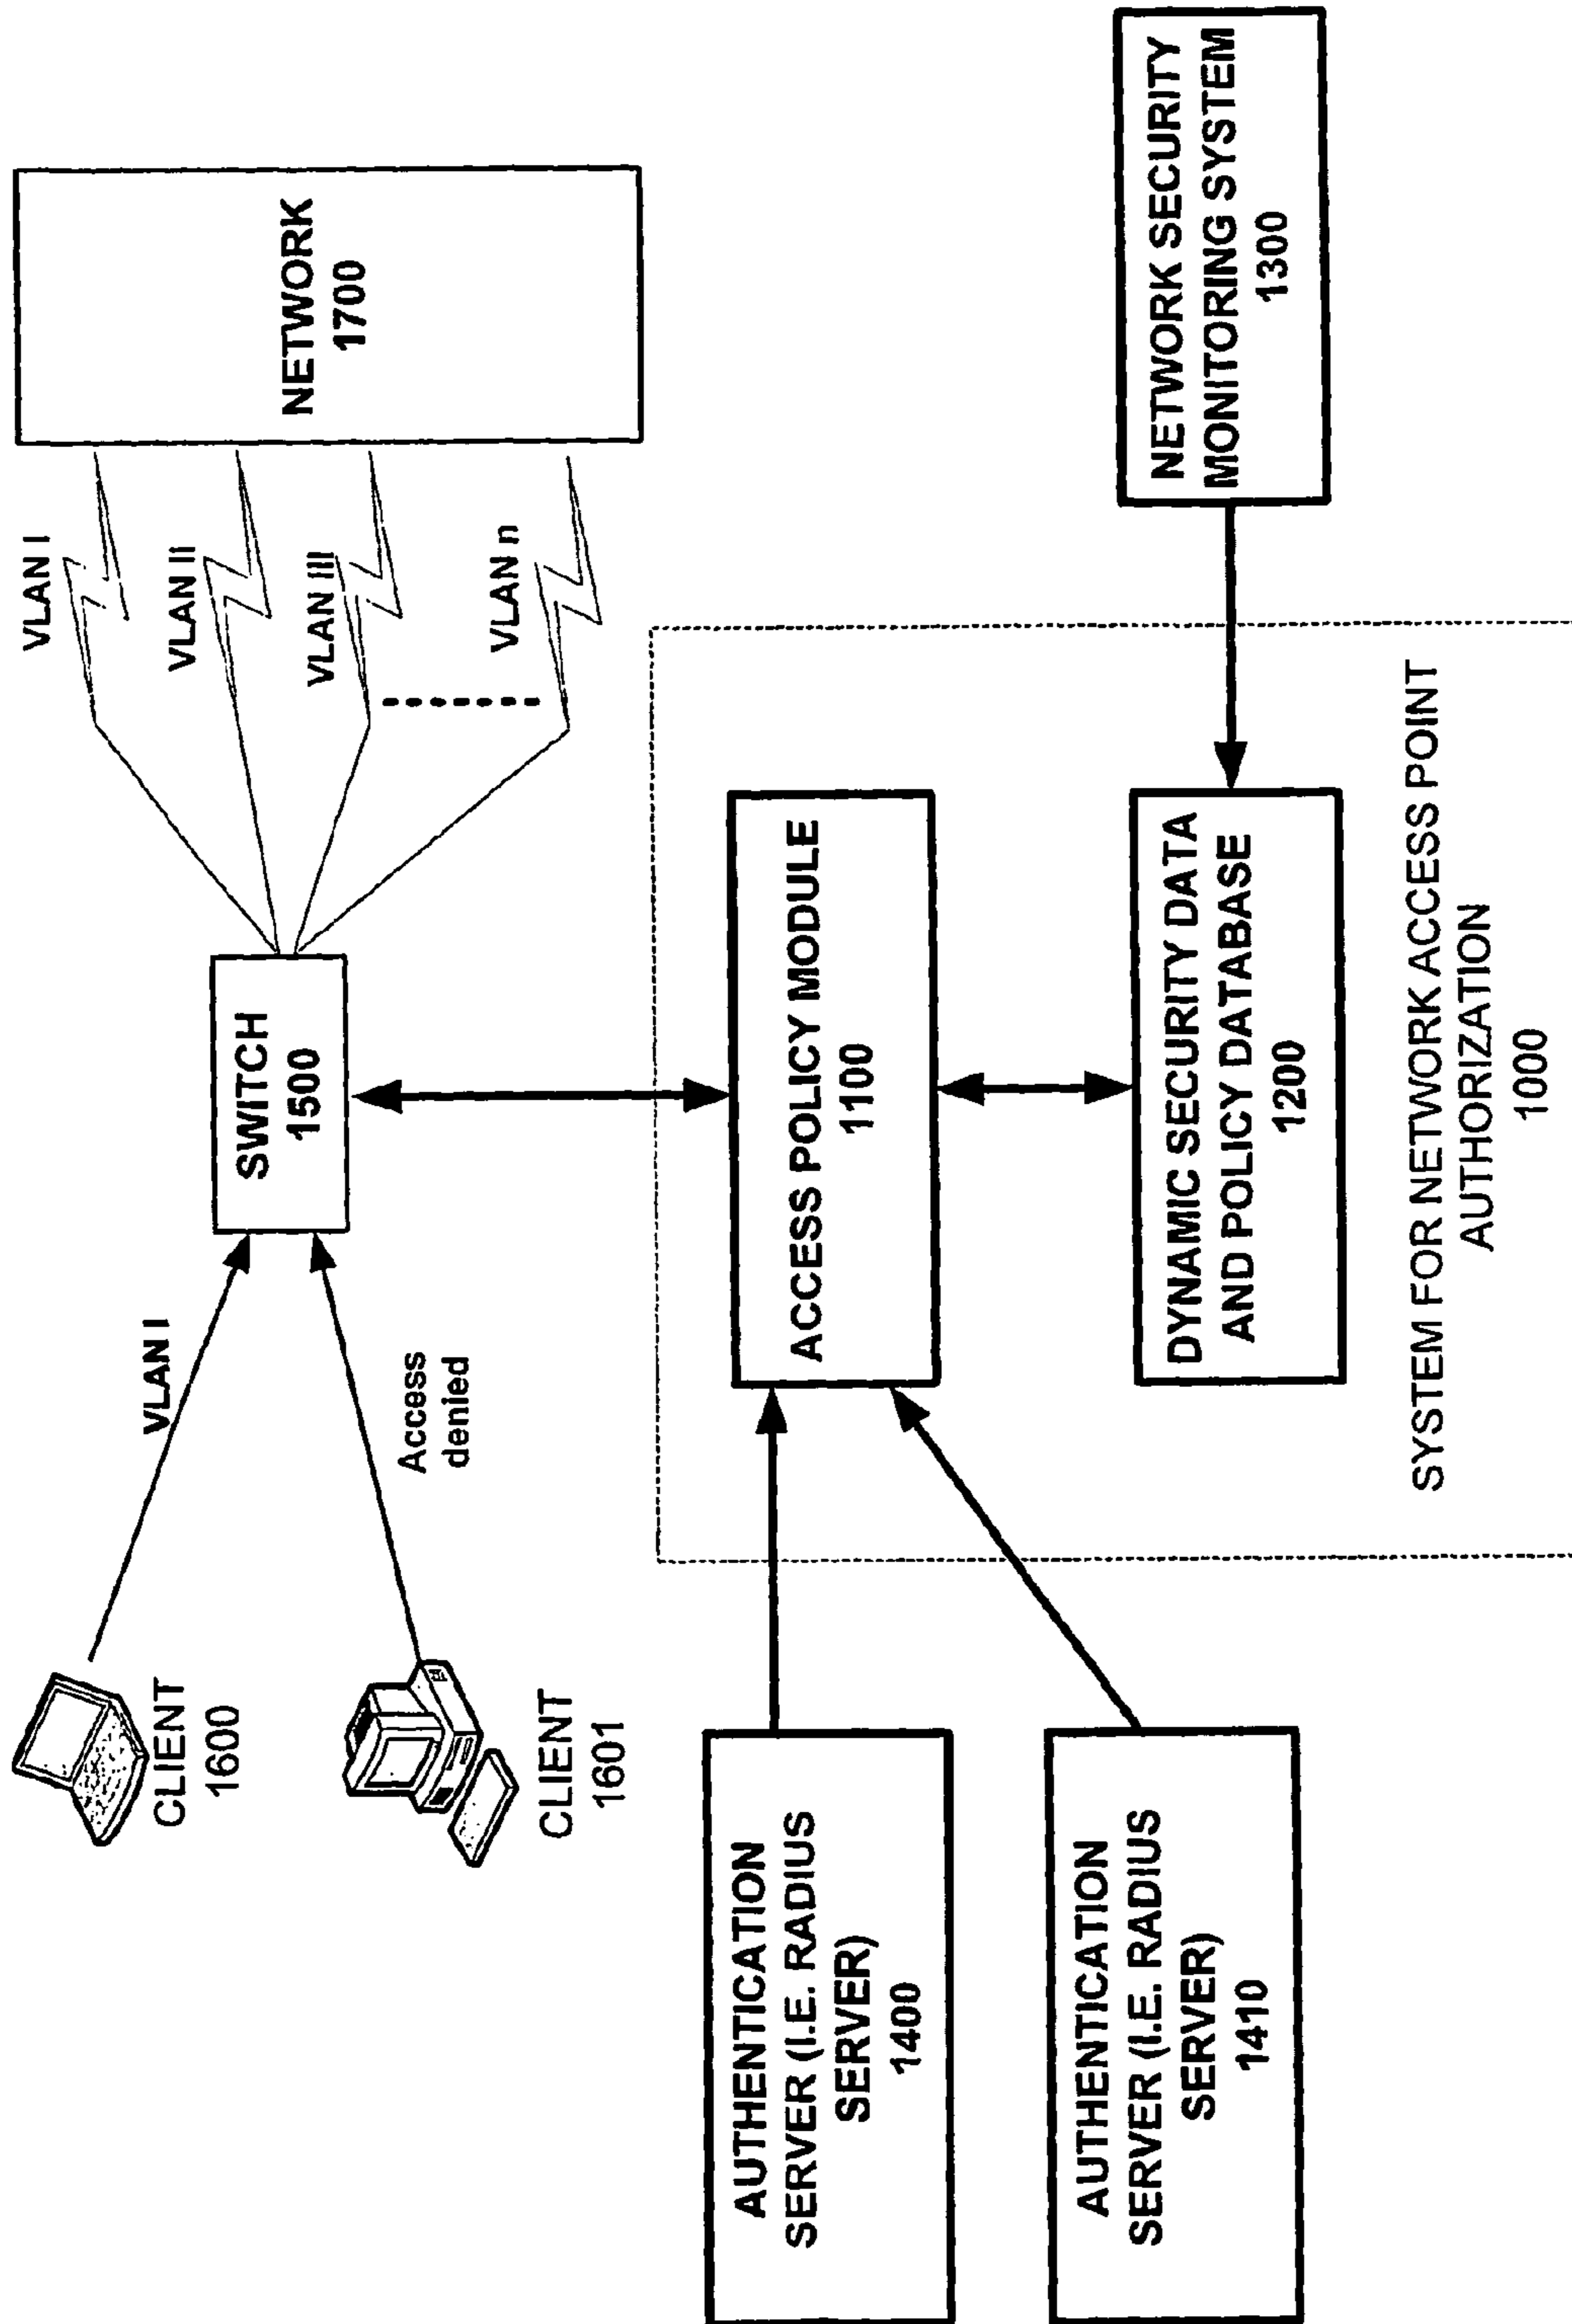 CLIENT
1600
CLIENT
1601
VLAN I
Access
denied
SWITCH
1500
VLAN I
VLAN II
VLAN III
VLAN n
NETWORK
1700
AUTHENTICATION
SERVER (I.E. RADIUS
SERVER)
1400
AUTHENTICATION
SERVER (I.E. RADIUS
SERVER)
1410
ACCESS POLICY MODULE
1100
DYNAMIC SECURITY DATA
AND POLICY DATABASE
1200
SYSTEM FOR NETWORK ACCESS POINT
AUTHORIZATION
1000
NETWORK SECURITY
MONITORING SYSTEM
1300